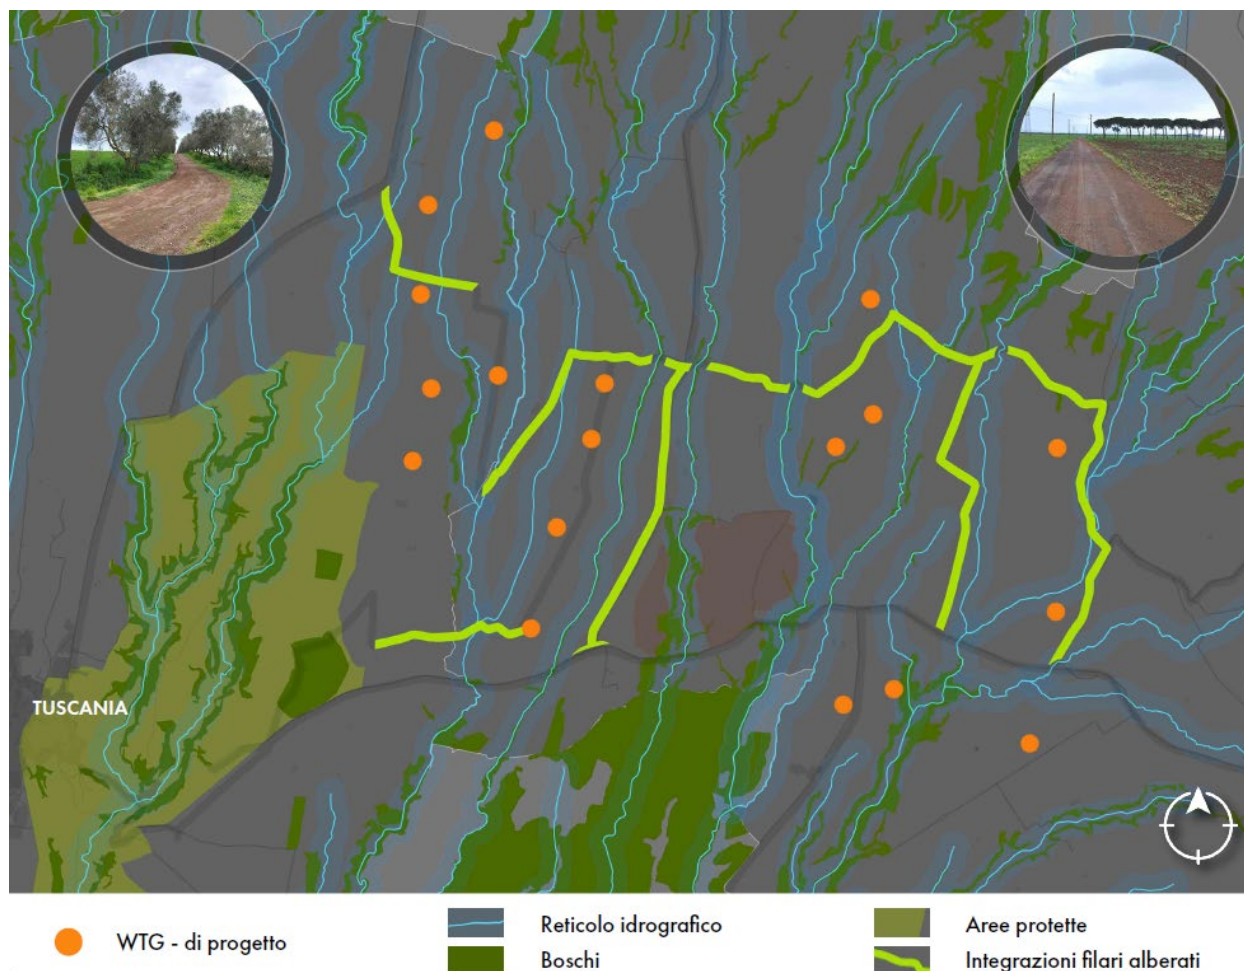 TUSCANIA
WTG - di progetto
Reticolo idrografico
Boschi
Aree protette
Integrazioni filari alberati